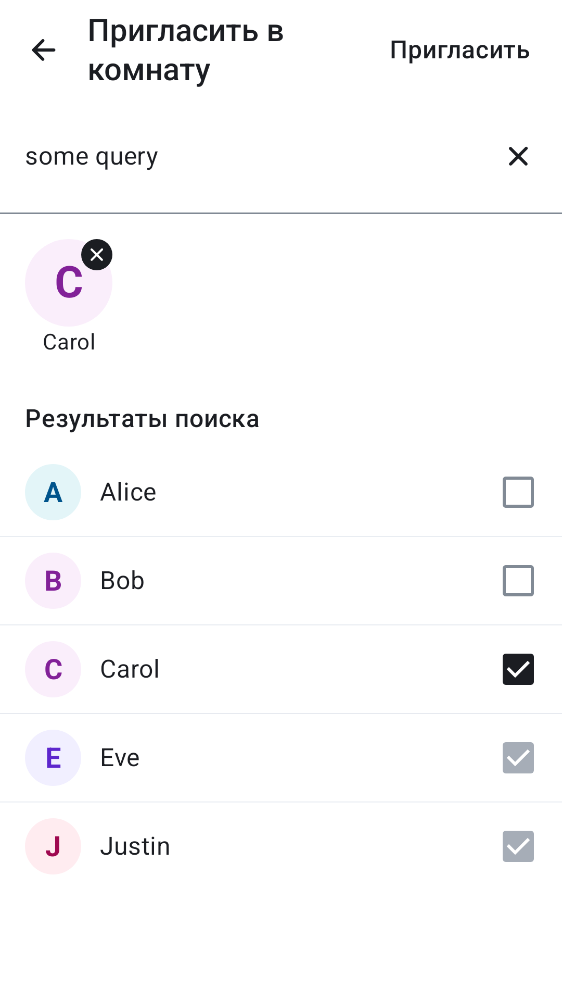 Пригласить в
комнату
Пригласить
some query
C
Carol
Результаты поиска
A Alice
B Bob
C Carol
E Eve
J Justin